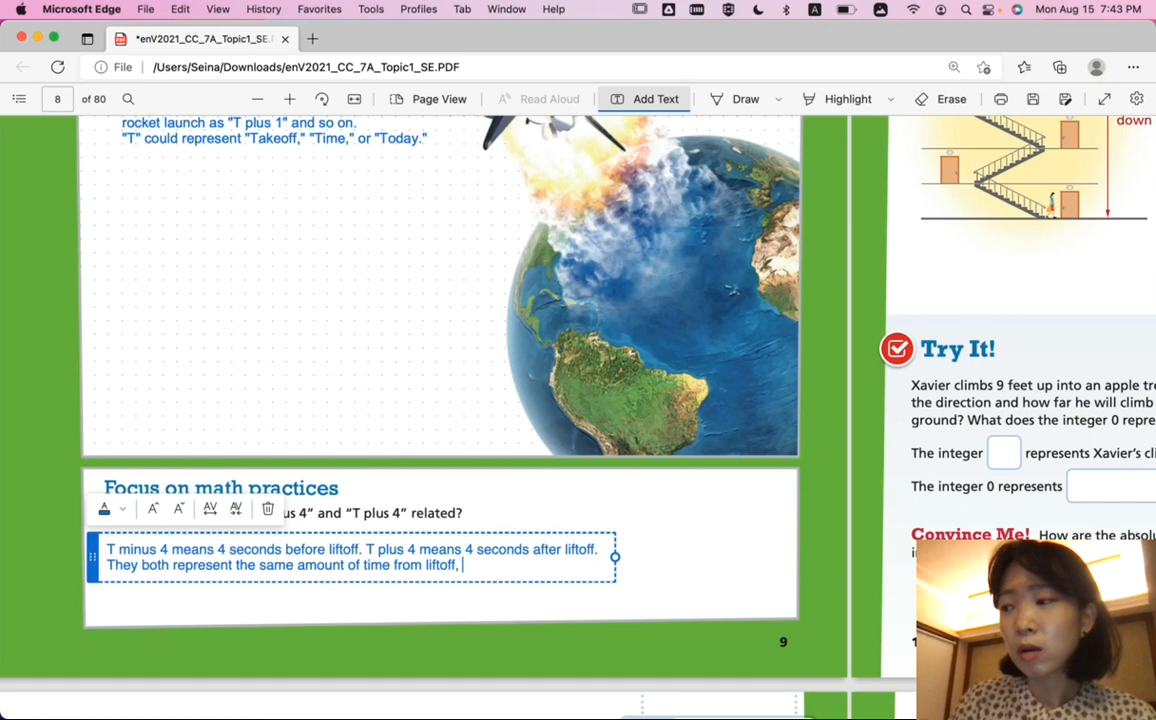 Microsoft Edge File Edit View History Favorites Tools Profiles Tab Window Help A Mon Aug 15 7:43 PM
*enV2021_CC_7A_Topic1_SE.F
File /Users/Seina/Downloads/enV2021_CC_7A_Topic1_SE.PDF
8 of 80 Page View Read Aloud Add Text Draw Highlight Erase
rocket launch as "T plus 1" and so on.
"T" could represent "Takeoff," "Time," or "Today."
Focus on math practices
us 4” and “T plus 4” related?
T minus 4 means 4 seconds before liftoff. T plus 4 means 4 seconds after liftoff.
They both represent the same amount of time from liftoff,
9
down
Try It!
Xavier climbs 9 feet up into an apple tre
the direction and how far he will climb
ground? What does the integer 0 repre
The integer represents Xavier’s cli
The integer 0 represents
Convince Me! How are the absol